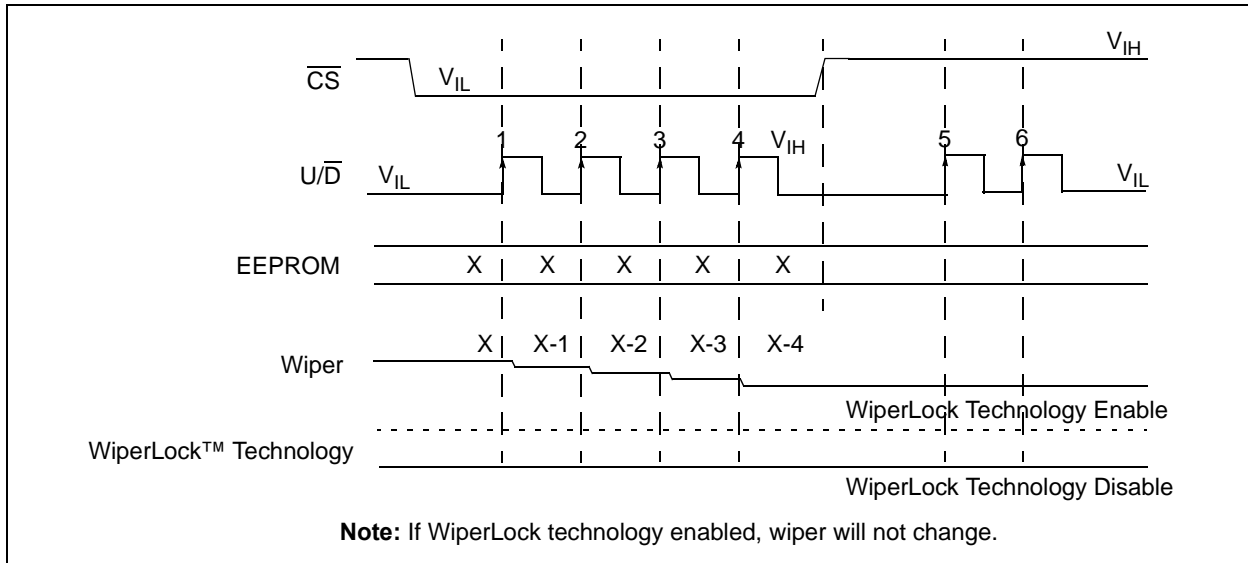 V_IH
C̅S̅ V_IL
1 2 3 4 V_IH 5 6
U/D̅ V_IL V_IL
EEPROM X X X X X
X X-1 X-2 X-3 X-4
Wiper
WiperLock Technology Enable
WiperLock™ Technology
WiperLock Technology Disable
Note: If WiperLock technology enabled, wiper will not change.